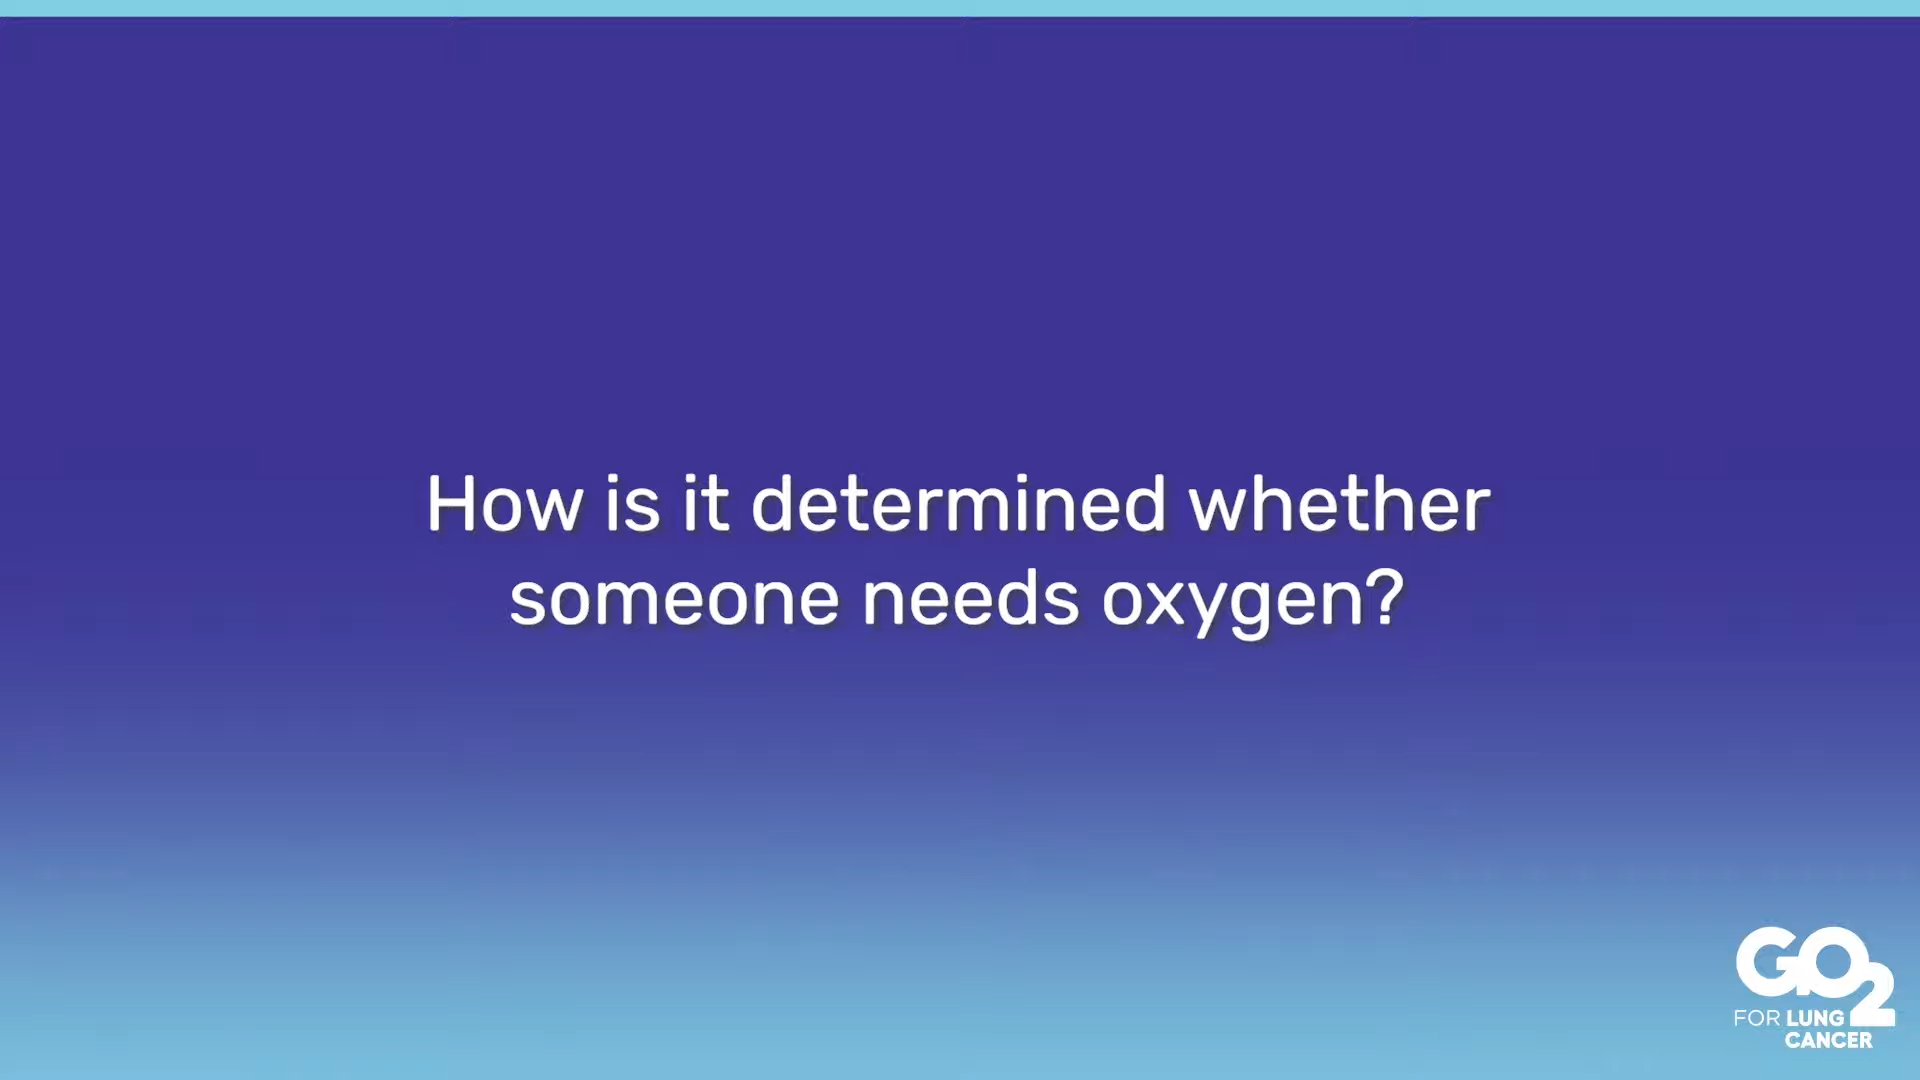 How is it determined whether
someone needs oxygen?
GO2
FOR LUNG
CANCER